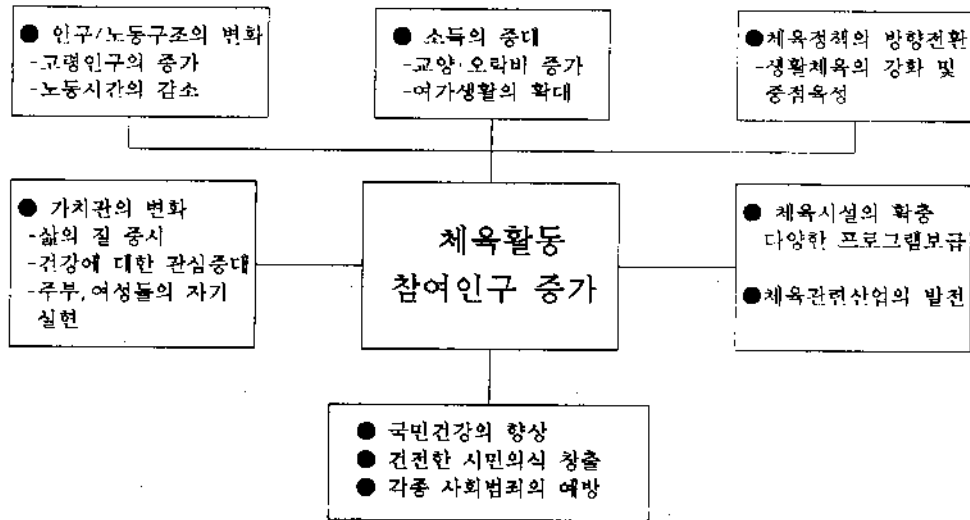 ● 인구/노동구조의 변화
-고령인구의 증가
-노동시간의 감소
● 소득의 증대
-교양·오락비 증가
-여가생활의 확대
●체육정책의 방향전환
-생활체육의 강화 및
중점육성
● 가치관의 변화
-삶의 질 중시
-건강에 대한 관심증대
-주부,여성들의 자기
실현
체육활동
참여인구 증가
● 체육시설의 확충
다양한 프로그램보급
●체육관련산업의 발전
● 국민건강의 향상
● 건전한 시민의식 창출
● 각종 사회범죄의 예방